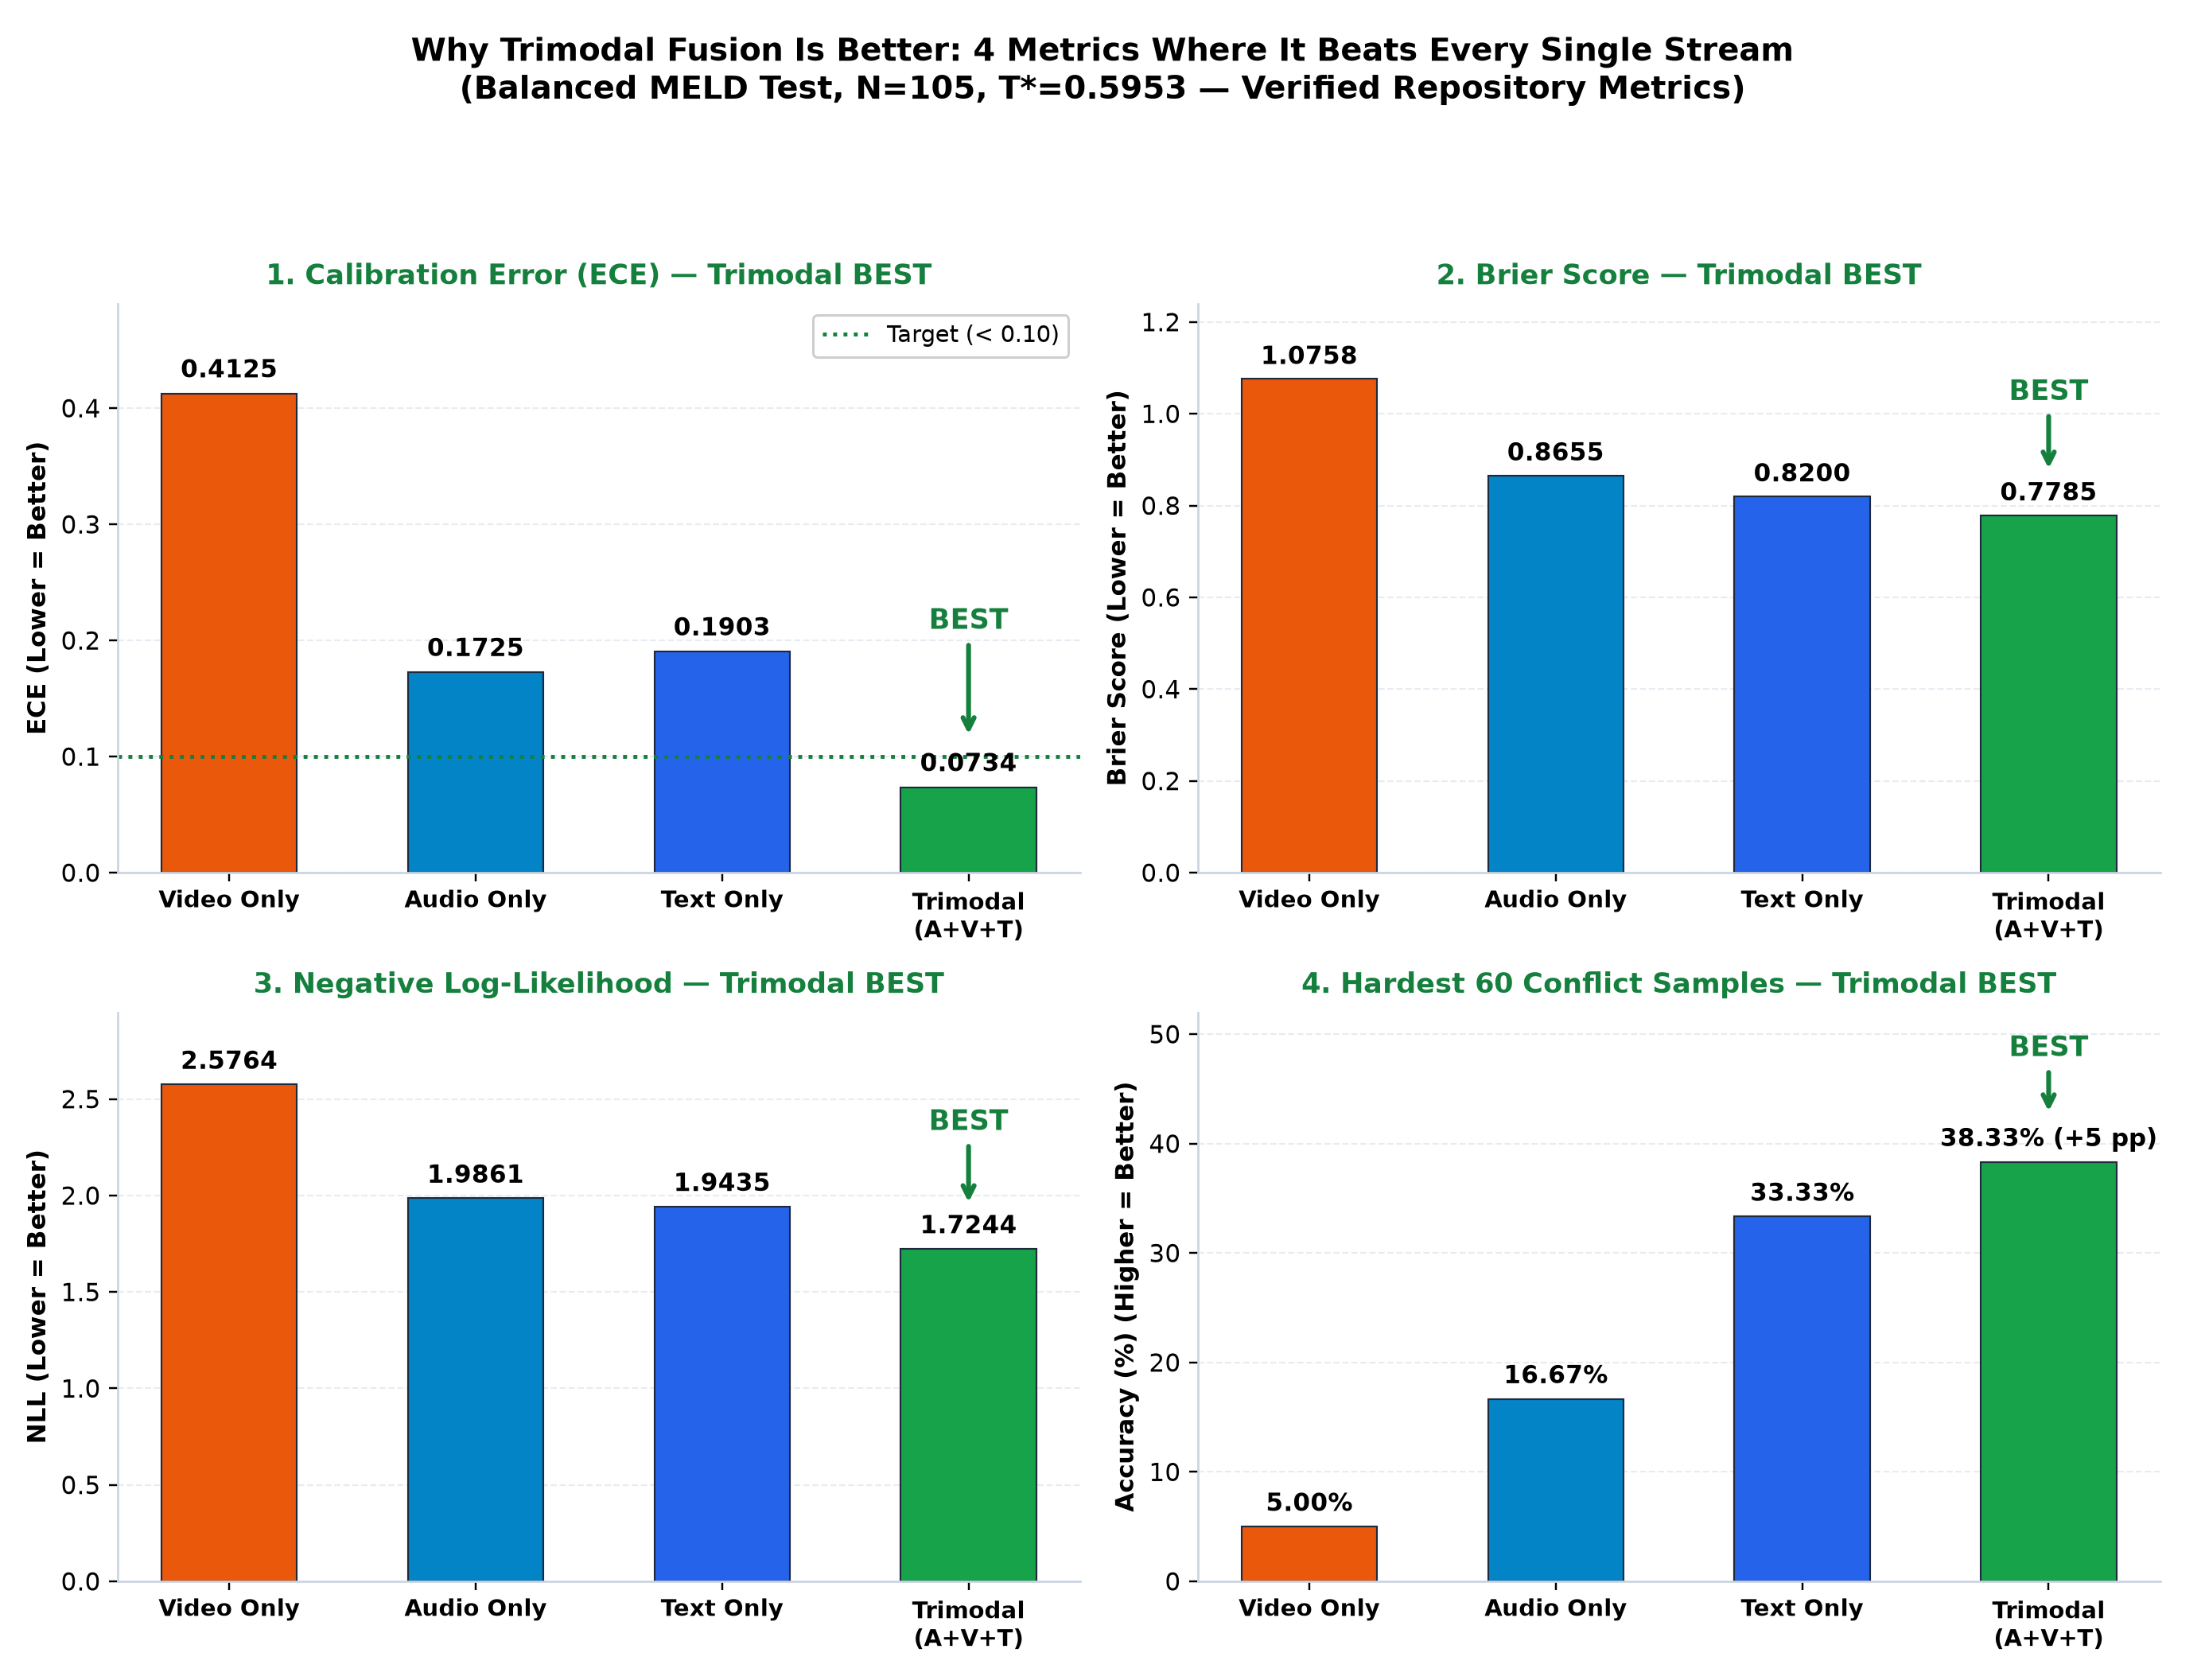 Why Trimodal Fusion Is Better: 4 Metrics Where It Beats Every Single Stream
(Balanced MELD Test, N=105, T*=0.5953 — Verified Repository Metrics)
1. Calibration Error (ECE) — Trimodal BEST
ECE (Lower = Better)
0.4
0.3
0.2
0.1
0.0
Target (< 0.10)
0.4125
0.1725
0.1903
BEST
0.0734
Video Only
Audio Only
Text Only
Trimodal
(A+V+T)
2. Brier Score — Trimodal BEST
Brier Score (Lower = Better)
1.2
1.0
0.8
0.6
0.4
0.2
0.0
1.0758
0.8655
0.8200
BEST
0.7785
Video Only
Audio Only
Text Only
Trimodal
(A+V+T)
3. Negative Log-Likelihood — Trimodal BEST
NLL (Lower = Better)
2.5
2.0
1.5
1.0
0.5
0.0
2.5764
1.9861
1.9435
BEST
1.7244
Video Only
Audio Only
Text Only
Trimodal
(A+V+T)
4. Hardest 60 Conflict Samples — Trimodal BEST
Accuracy (%) (Higher = Better)
50
40
30
20
10
0
5.00%
16.67%
33.33%
BEST
38.33% (+5 pp)
Video Only
Audio Only
Text Only
Trimodal
(A+V+T)